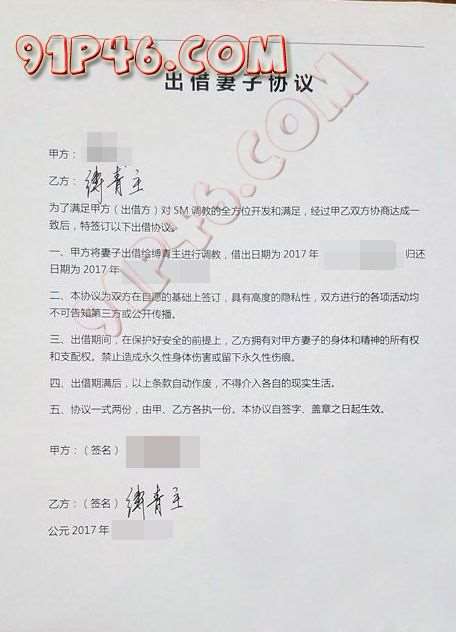 91P46.COM
出借妻子协议
91P46.COM
甲方：
乙方：缚青主
为了满足甲方（出借方）对 SM 调教的全方位开发和满足，经过甲乙双方协商达成一
致后，特签订以下出借协议。
一、甲方将妻子出借给缚青主进行调教，借出日期为 2017 年 归还
日期为 2017 年
二、本协议为双方在自愿的基础上签订，具有高度的隐私性，双方进行的各项活动均
不可告知第三方或公开传播。
三、出借期间，在保护好安全的前提上，乙方拥有对甲方妻子的身体和精神的所有权
和支配权。禁止造成永久性身体伤害或留下永久性伤痕。
四、出借期满后，以上条款自动作废，不得介入各自的现实生活。
五、协议一式两份，由甲、乙方各执一份。本协议自签字、盖章之日起生效。
甲方：（签名）
乙方：（签名）缚青主
公元 2017 年